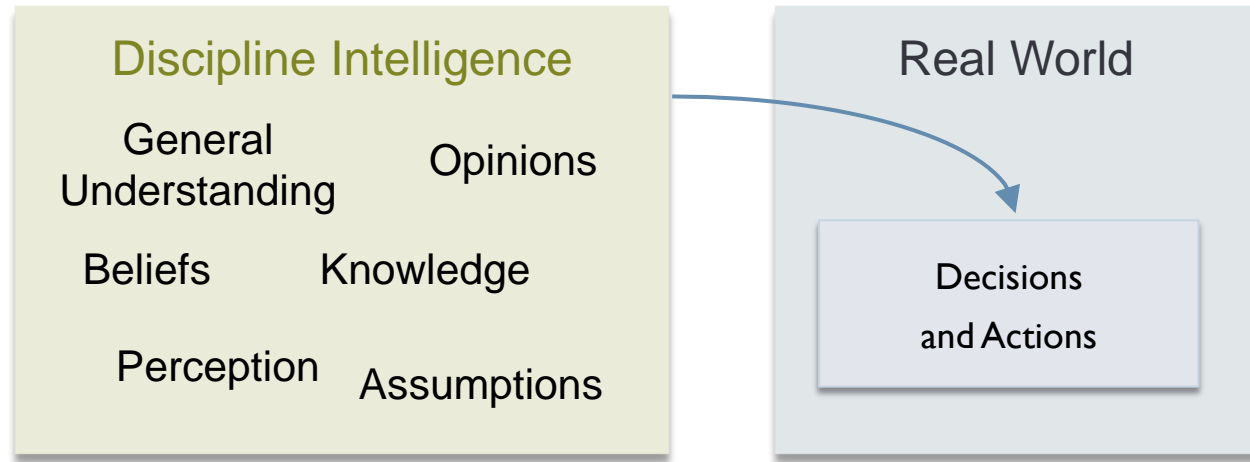 Discipline Intelligence
General
Understanding
Opinions
Beliefs
Knowledge
Perception
Assumptions
Real World
Decisions
and Actions